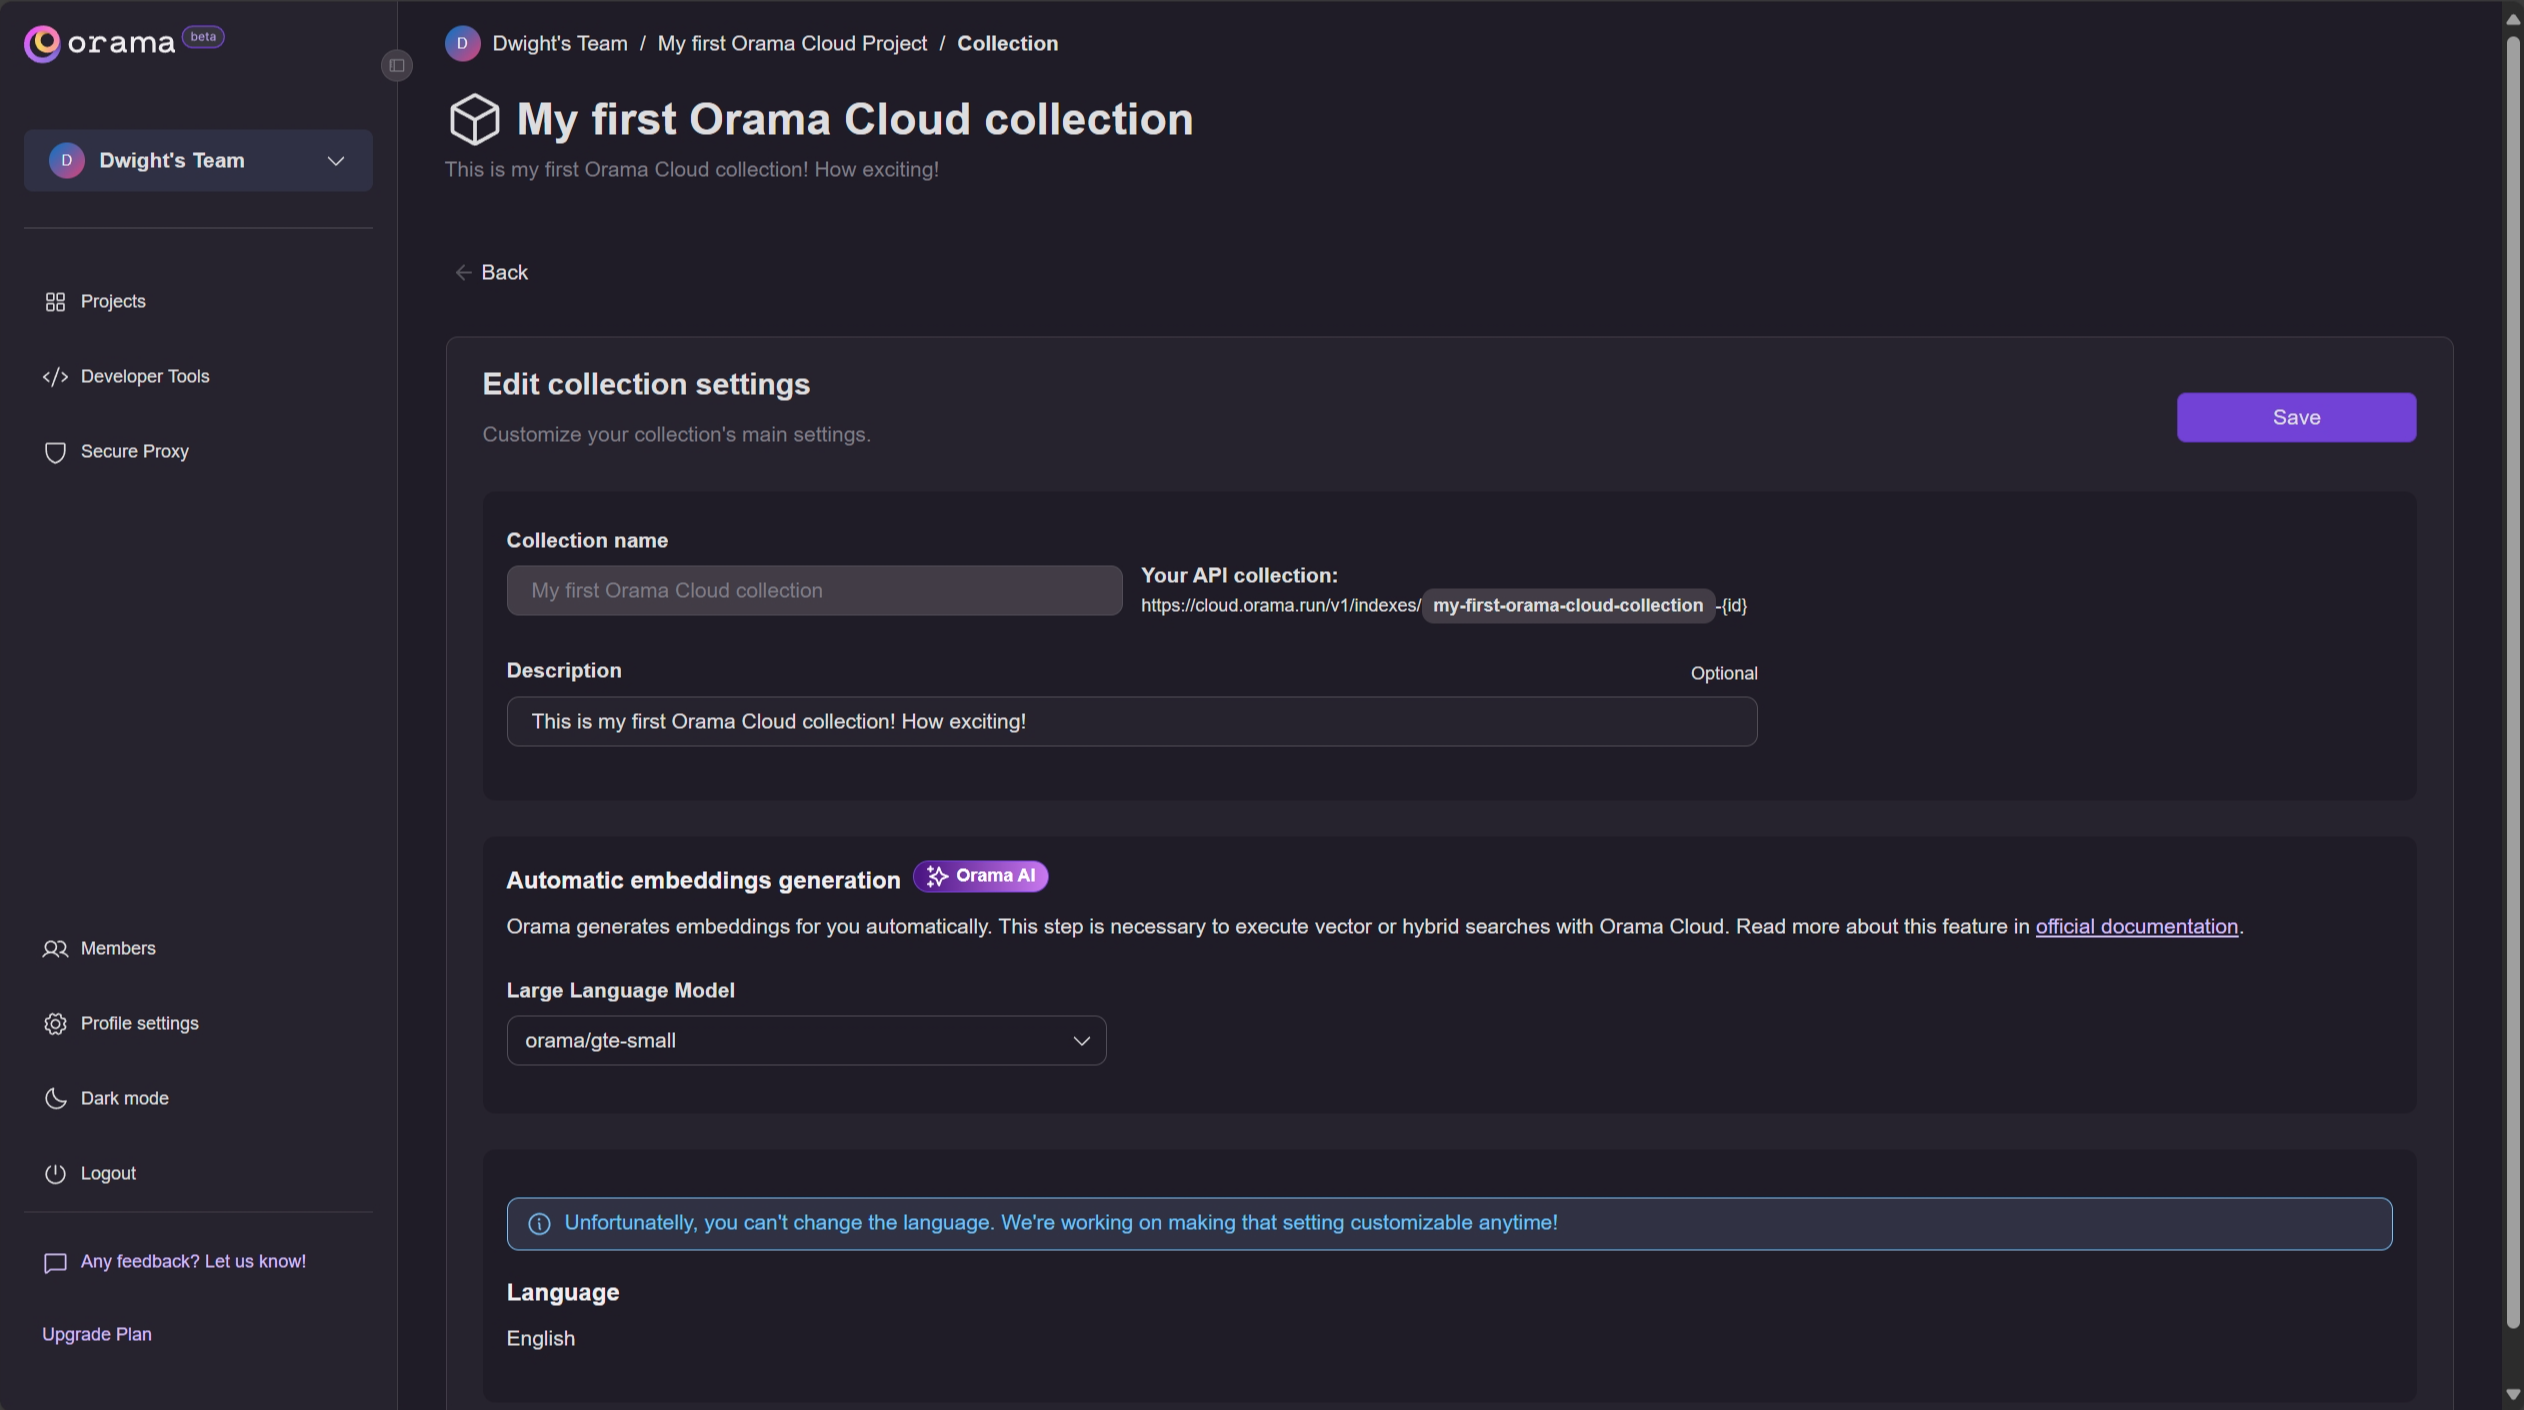 orama beta
D Dwight's Team
Projects
Developer Tools
Secure Proxy
Members
Profile settings
Dark mode
Logout
Any feedback? Let us know!
Upgrade Plan
D Dwight's Team / My first Orama Cloud Project / Collection
My first Orama Cloud collection
This is my first Orama Cloud collection! How exciting!
Back
Edit collection settings
Customize your collection's main settings.
Save
Collection name
My first Orama Cloud collection
Your API collection:
https://cloud.orama.run/v1/indexes/ my-first-orama-cloud-collection -{id}
Description
Optional
This is my first Orama Cloud collection! How exciting!
Automatic embeddings generation Orama AI
Orama generates embeddings for you automatically. This step is necessary to execute vector or hybrid searches with Orama Cloud. Read more about this feature in official documentation.
Large Language Model
orama/gte-small
Unfortunatelly, you can't change the language. We're working on making that setting customizable anytime!
Language
English